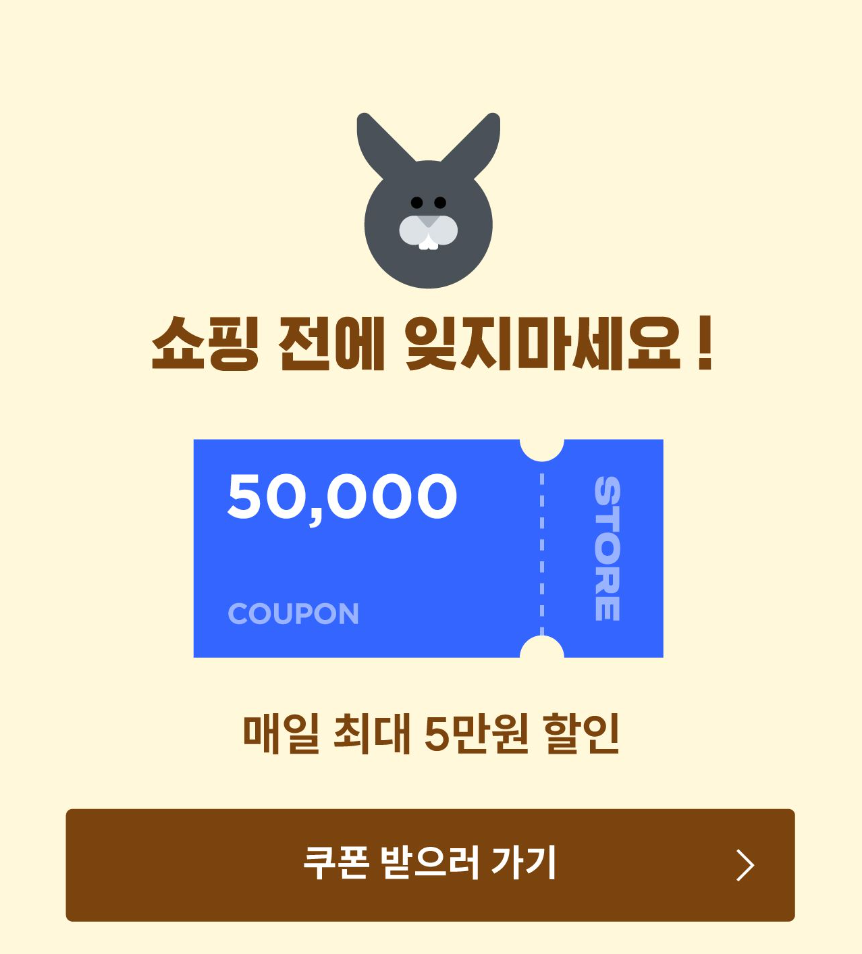 쇼핑 전에 잊지마세요 !
50,000
COUPON
STORE
매일 최대 5만원 할인
쿠폰 받으러 가기